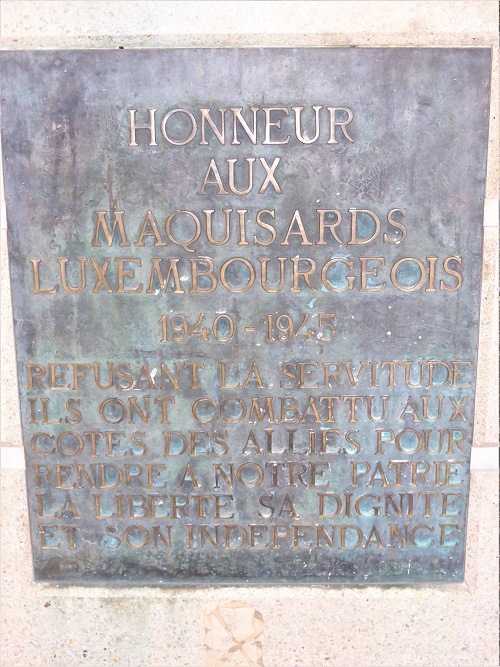 HONNEUR
AUX
MAQUISARDS
LUXEMBOURGEOIS
1940-1945
REFUSANT LA SERVITUDE
ILS ONT COMBATTU AUX
COTES DES ALLIES POUR
RENDRE A NOTRE PATRIE
LA LIBERTE SA DIGNITE
ET SON INDEPENDANCE